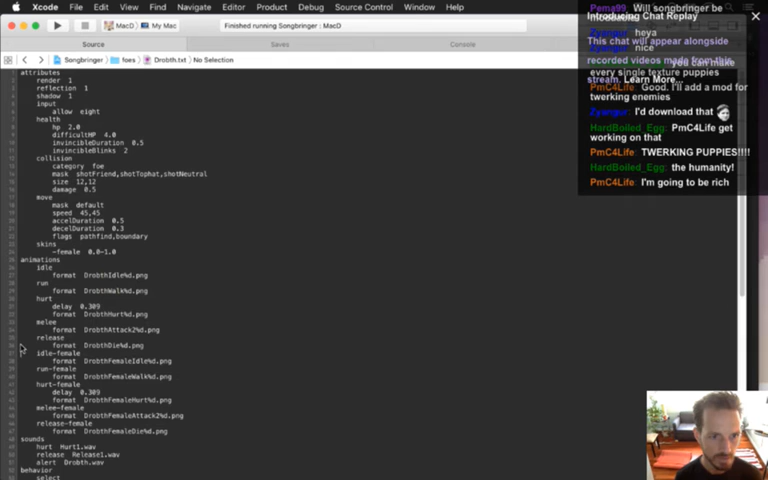 Xcode File Edit View Find Navigate Editor Product Debug Source Control Window Help
MacD My Mac
Finished running Songbringer : MacD
Source
Saves
Console
Songbringer foes Drobth.txt No Selection
attributes
render 1
reflection 1
shadow 1
input
allow eight
health
hp 2.0
difficultHP 4.0
invincibleDuration 0.5
invincibleBlinks 2
collision
category foe
mask shotFriend,shotTophat,shotNeutral
size 12,12
damage 0.5
move
mask default
speed 45,45
accelDuration 0.5
decelDuration 0.3
flags pathfind,boundary
skins
-female 0.0-1.0
animations
idle
format DrobthIdle%d.png
run
format DrobthWalk%d.png
hurt
delay 0.309
format DrobthHurt%d.png
melee
format DrobthAttack2%d.png
release
format DrobthDie%d.png
idle-female
format DrobthFemaleIdle%d.png
run-female
format DrobthFemaleWalk%d.png
hurt-female
delay 0.309
format DrobthFemaleHurt%d.png
melee-female
format DrobthFemaleAttack2%d.png
release-female
format DrobthFemaleDie%d.png
sounds
hurt Hurt1.wav
release Release1.wav
alert Drobth.wav
behavior
select
Pema99: Will songbringer be
Introducing Chat Replay
Zyangur: heya
This chat will appear alongside
nice
recorded videos made from this
you can make
every single texture puppies
stream. Learn More...
PmC4Life: Good. I'll add a mod for
twerking enemies
Zyangur: I'd download that
HardBoiled_Egg: PmC4Life get
working on that
PmC4Life: TWERKING PUPPIES!!!!
HardBoiled_Egg: the humanity!
PmC4Life: I'm going to be rich